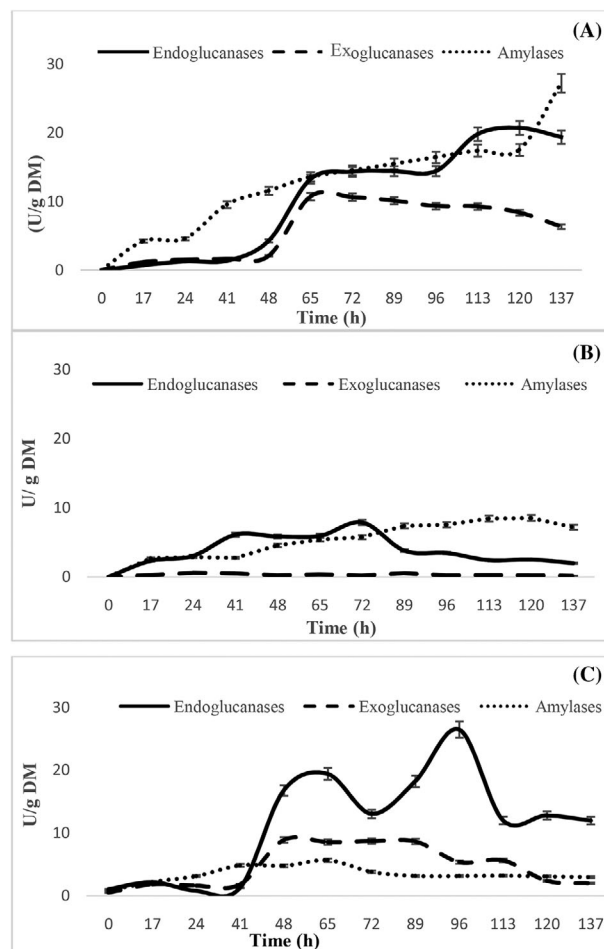 (A)
Endoglucanases Exoglucanases Amylases
30
20
10
0
(U/g DM)
0 17 24 41 48 65 72 89 96 113 120 137
Time (h)
(B)
30
Endoglucanases Exoglucanases Amylases
20
10
0
U/ g DM
0 17 24 41 48 65 72 89 96 113 120 137
Time (h)
(C)
30
Endoglucanases Exoglucanases Amylases
20
10
0
U/g DM
0 17 24 41 48 65 72 89 96 113 120 137
Time (h)